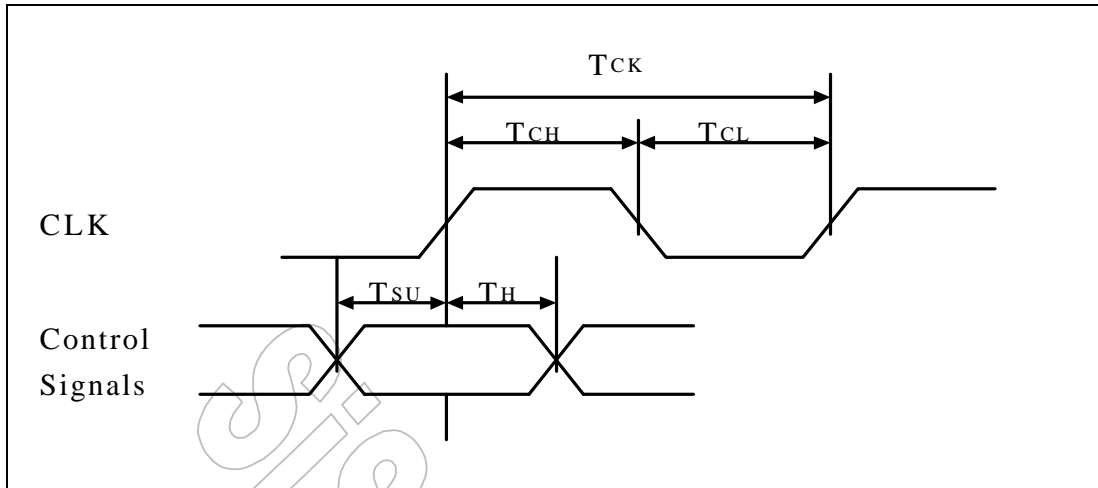 TCK
TCH TCL
CLK
TSU TH
Control
Signals